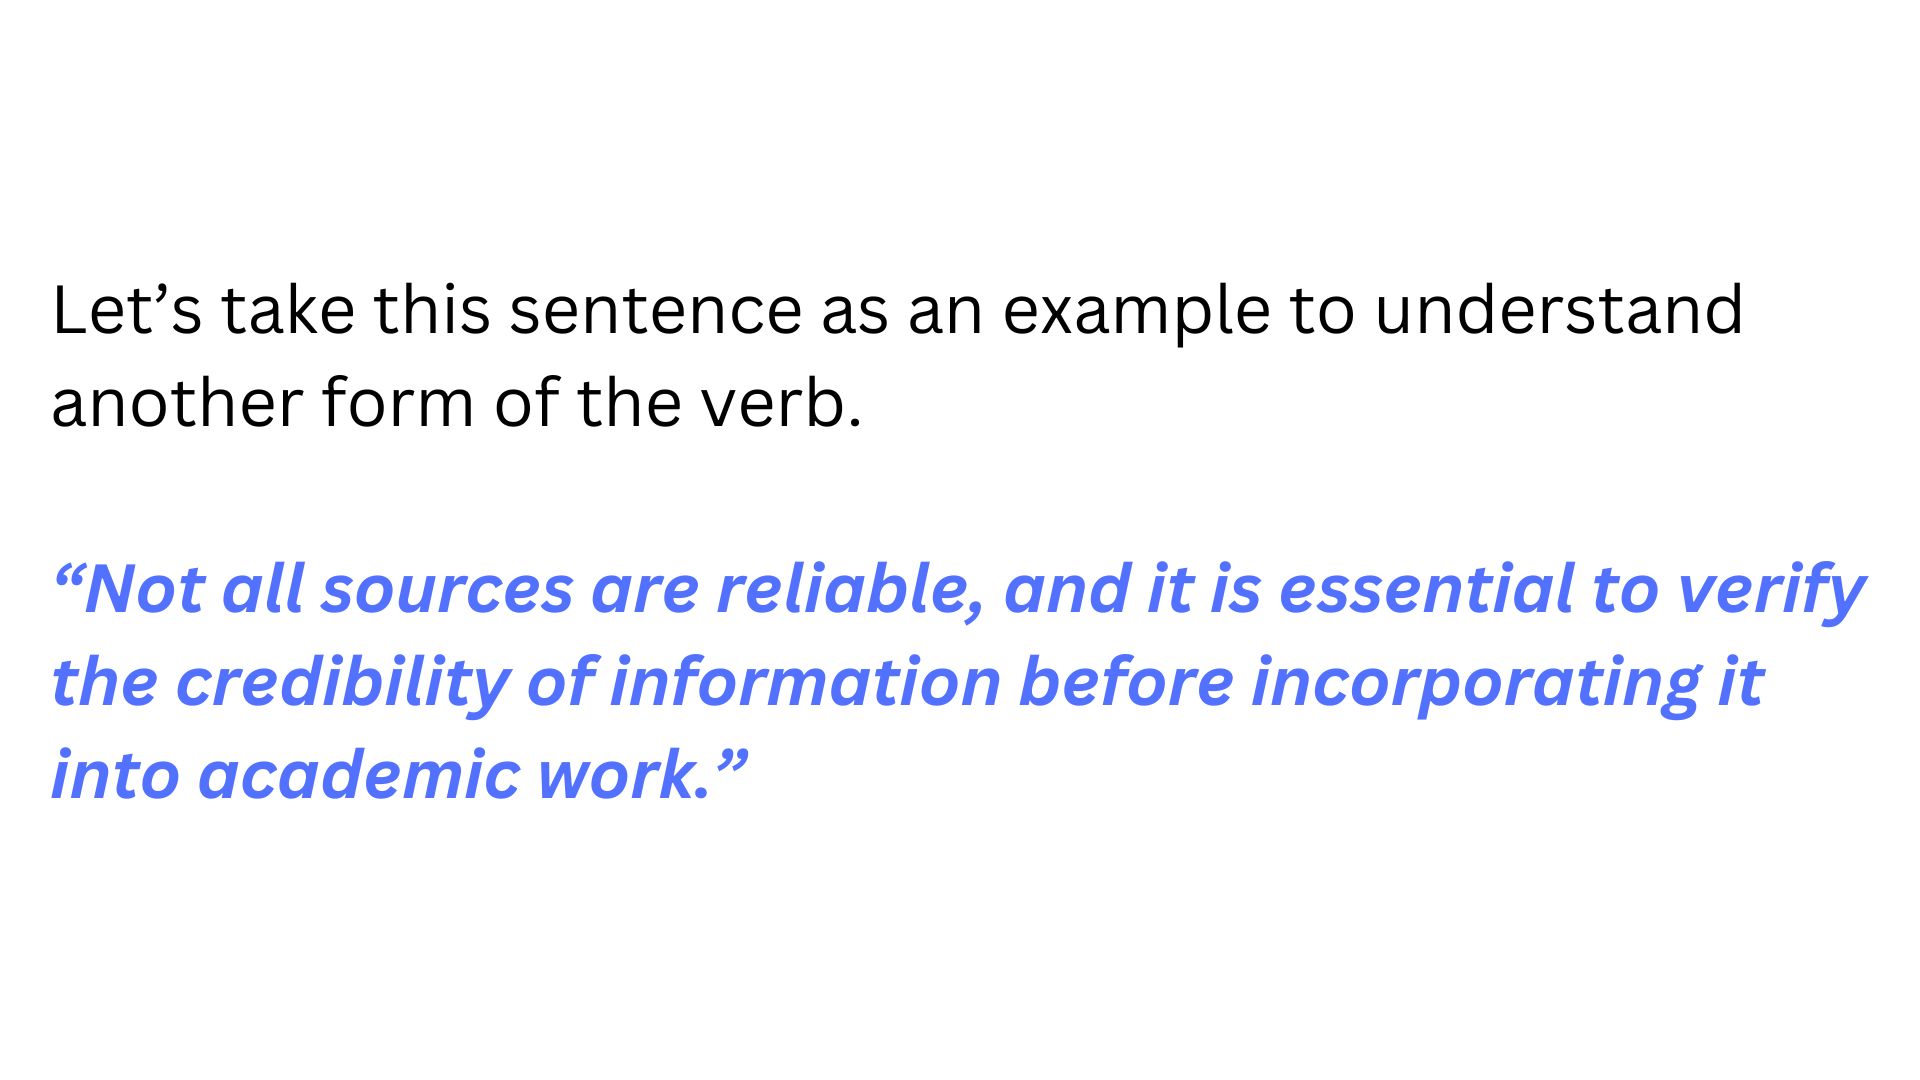 Let’s take this sentence as an example to understand
another form of the verb.
“Not all sources are reliable, and it is essential to verify
the credibility of information before incorporating it
into academic work.”